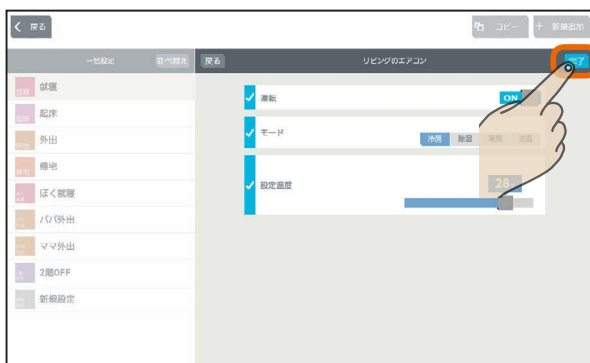 戻る
コピー
+ 新規追加
一括設定
並べ替え
戻る
リビングのエアコン
完了
就寝
起床
外出
帰宅
ぼく就寝
パパ外出
ママ外出
2階OFF
新規設定
運転
ON
モード
冷房 除湿 暖房
設定温度
28